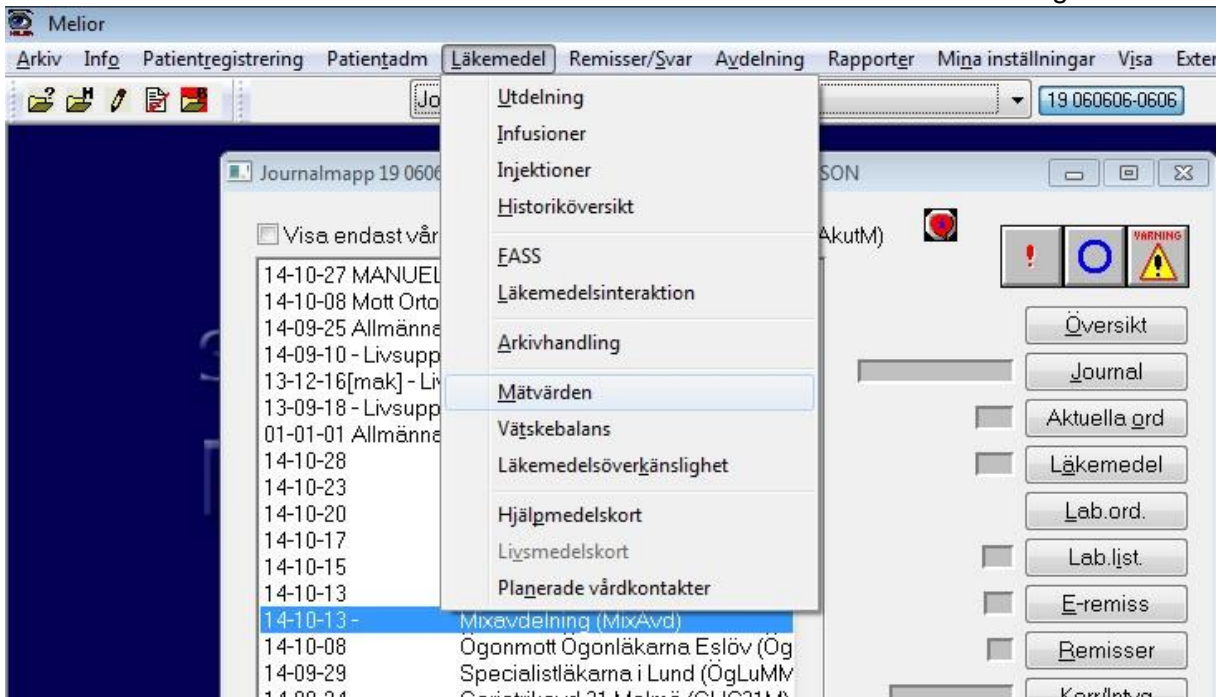 Melior
Arkiv Info Patientregistrering Patientadm Läkemedel Remisser/Svar Avdelning Rapporter Mina inställningar Visa Exter
Jo
19 060606-0606
Utdelning
Infusioner
Injektioner
Historiköversikt
FASS
Läkemedelsinteraktion
Arkivhandling
Mätvärden
Vätskebalans
Läkemedelsöverkänslighet
Hjälpmedelskort
Livsmedelskort
Planerade vårdkontakter
Journalmapp 19 0606 SON
Visa endast vår AkutM)
VARNING
14-10-27 MANUEL
14-10-08 Mott Orto
14-09-25 Allmänna
14-09-10 - Livsupp
13-12-16[mak] - Liv
13-09-18 - Livsupp
01-01-01 Allmänna
14-10-28
14-10-23
14-10-20
14-10-17
14-10-15
14-10-13
14-10-13 - Mixavdelning (MixAvd)
14-10-08 Ögonmott Ögonläkarna Eslöv (Ög
14-09-29 Specialistläkarna i Lund (ÖgLuMM
Översikt
Journal
Aktuella ord
Läkemedel
Lab.ord.
Lab.list.
E-remiss
Remisser
Korr/Intyg